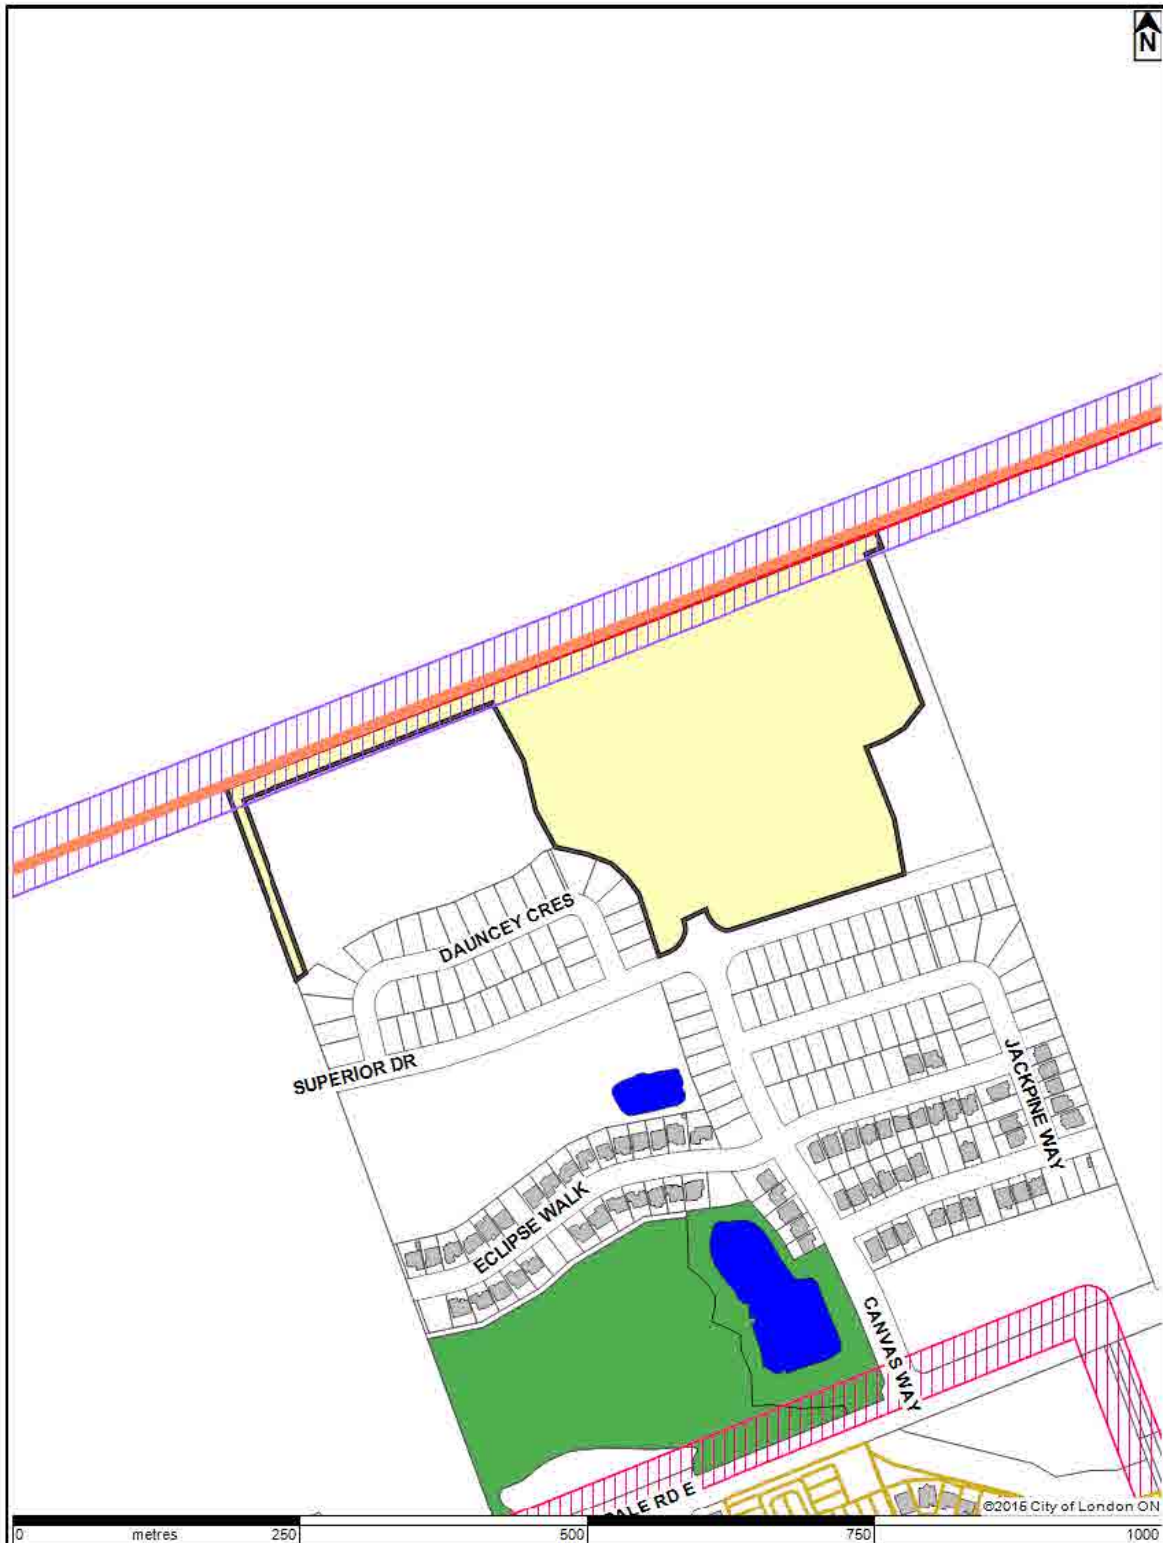 N
DAUNCEY CRES
SUPERIOR DR
JACKPINE WAY
ECLIPSE WALK
CANVAS WAY
DALE RD E
©2016 City of London ON
0 metres 250 500 750 1000